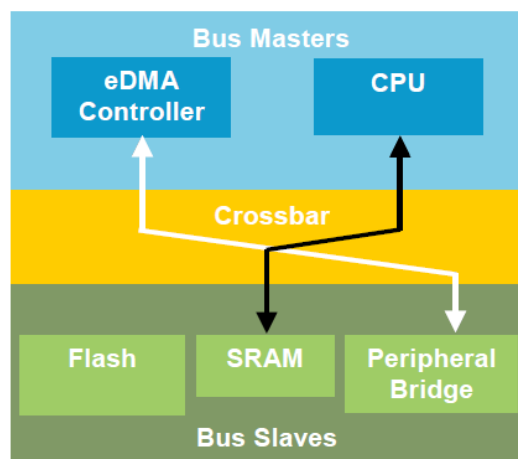 Bus Masters
eDMA
Controller
CPU
Crossbar
Flash
SRAM
Peripheral
Bridge
Bus Slaves